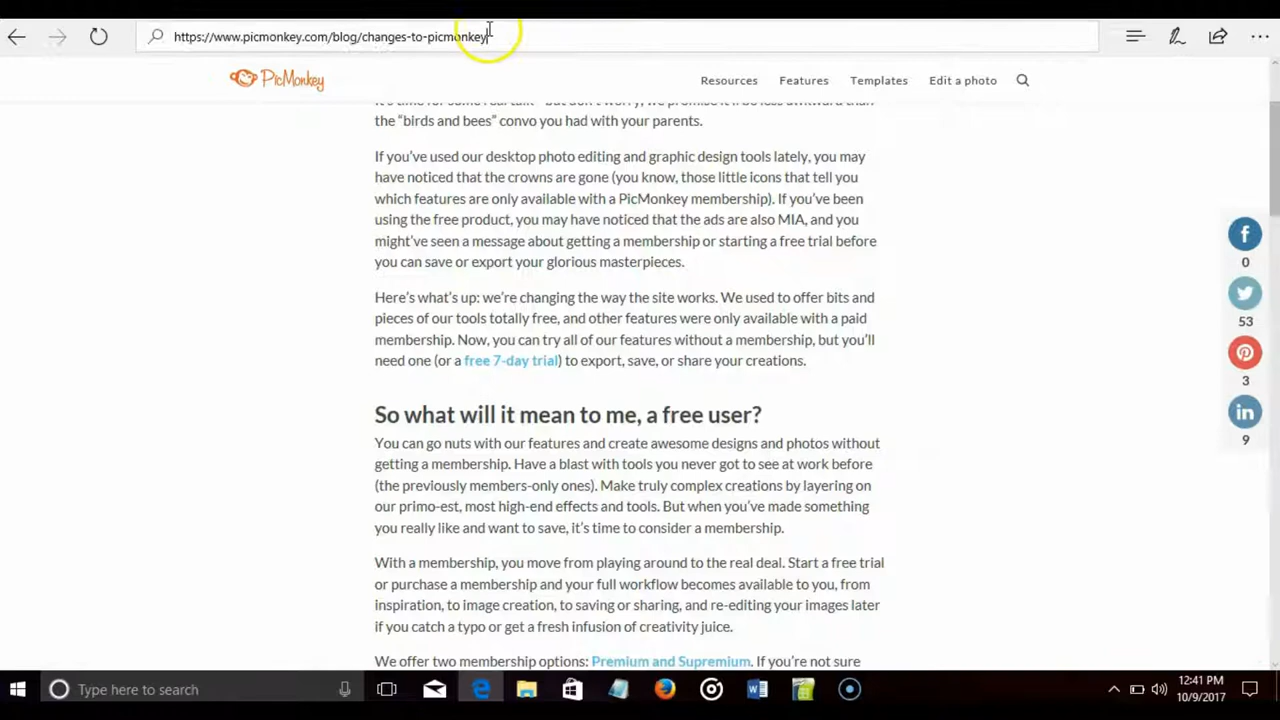 https://www.picmonkey.com/blog/changes-to-picmonkey
PicMonkey
Resources Features Templates Edit a photo
the “birds and bees” convo you had with your parents.
If you’ve used our desktop photo editing and graphic design tools lately, you may
have noticed that the crowns are gone (you know, those little icons that tell you
which features are only available with a PicMonkey membership). If you’ve been
using the free product, you may have noticed that the ads are also MIA, and you
might’ve seen a message about getting a membership or starting a free trial before
you can save or export your glorious masterpieces.
Here’s what’s up: we’re changing the way the site works. We used to offer bits and
pieces of our tools totally free, and other features were only available with a paid
membership. Now, you can try all of our features without a membership, but you’ll
need one (or a free 7-day trial) to export, save, or share your creations.
So what will it mean to me, a free user?
You can go nuts with our features and create awesome designs and photos without
getting a membership. Have a blast with tools you never got to see at work before
(the previously members-only ones). Make truly complex creations by layering on
our primo-est, most high-end effects and tools. But when you’ve made something
you really like and want to save, it’s time to consider a membership.
With a membership, you move from playing around to the real deal. Start a free trial
or purchase a membership and your full workflow becomes available to you, from
inspiration, to image creation, to saving or sharing, and re-editing your images later
if you catch a typo or get a fresh infusion of creativity juice.
We offer two membership options: Premium and Supremium. If you’re not sure
0
53
3
9
Type here to search
12:41 PM
10/9/2017